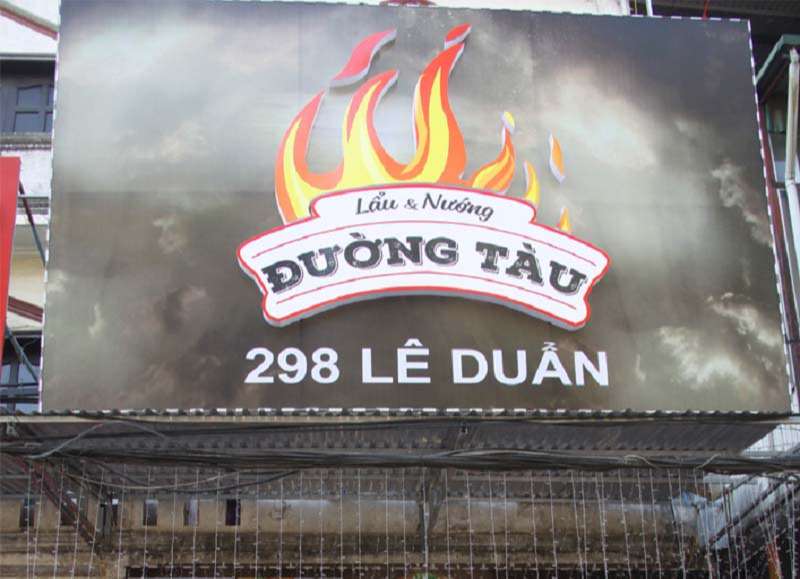 Lẩu & Nướng
ĐƯỜNG TÀU
298 LÊ DUẨN